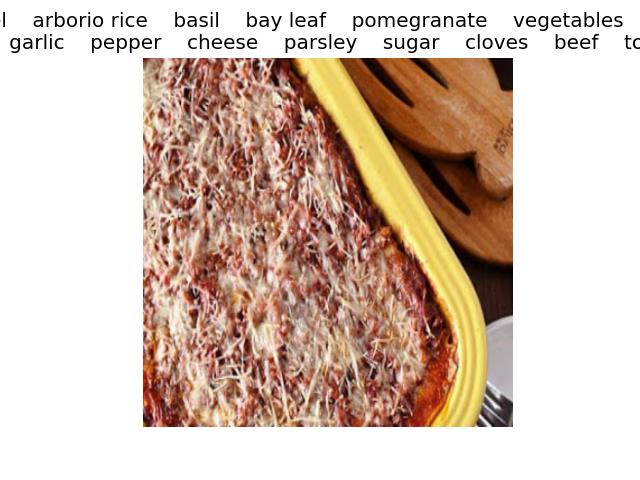 arborio rice basil bay leaf pomegranate vegetables
garlic pepper cheese parsley sugar cloves beef